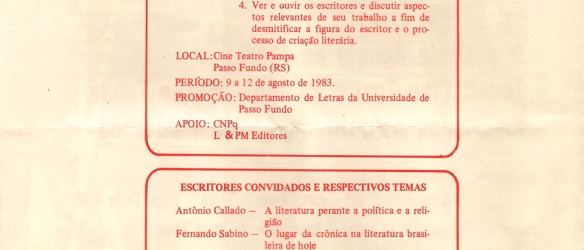 4. Ver e ouvir os escritores e discutir aspec-
tos relevantes de seu trabalho a fim de
desmitificar a figura do escritor e o pro-
cesso de criação literária.
LOCAL: Cine Teatro Pampa
Passo Fundo (RS)
PERÍODO: 9 a 12 de agosto de 1983.
PROMOÇÃO: Departamento de Letras da Universidade de
Passo Fundo
APOIO: CNPq
L &PM Editores
ESCRITORES CONVIDADOS E RESPECTIVOS TEMAS
Antônio Callado — A literatura perante a política e a reli-
gião
Fernando Sabino — O lugar da crônica na literatura brasi-
leira de hoje